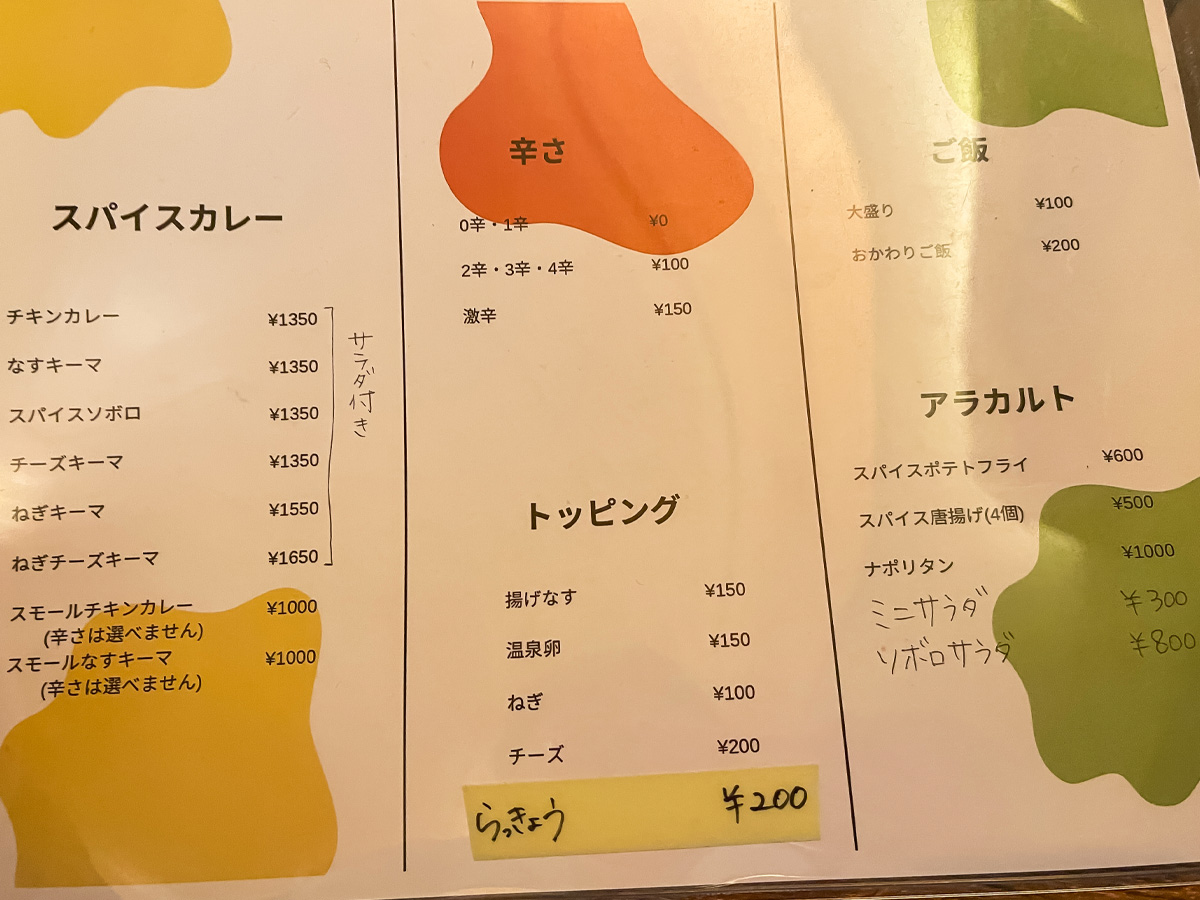 スパイスカレー
チキンカレー ¥1350
なすキーマ ¥1350
スパイスソボロ ¥1350
チーズキーマ ¥1350
ねぎキーマ ¥1550
ねぎチーズキーマ ¥1650
サラダ付き
スモールチキンカレー ¥1000
(辛さは選べません)
スモールなすキーマ ¥1000
(辛さは選べません)
辛さ
0辛・1辛 ¥0
2辛・3辛・4辛 ¥100
激辛 ¥150
トッピング
揚げなす ¥150
温泉卵 ¥150
ねぎ ¥100
チーズ ¥200
らっきょう ¥200
ご飯
大盛り ¥100
おかわりご飯 ¥200
アラカルト
スパイスポテトフライ ¥600
スパイス唐揚げ(4個) ¥500
ナポリタン ¥1000
ミニサラダ ¥300
ソボロサラダ ¥800